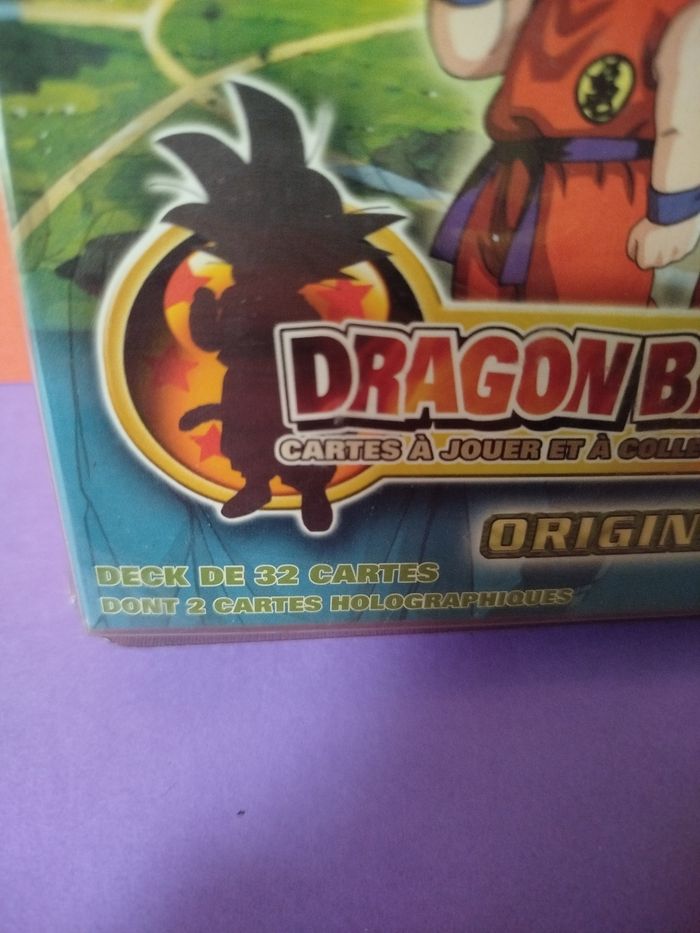 DRAGON
CARTES À JOUER ET À
DECK DE 32 CARTES
DONT 2 CARTES HOLOGRAPHIQUES